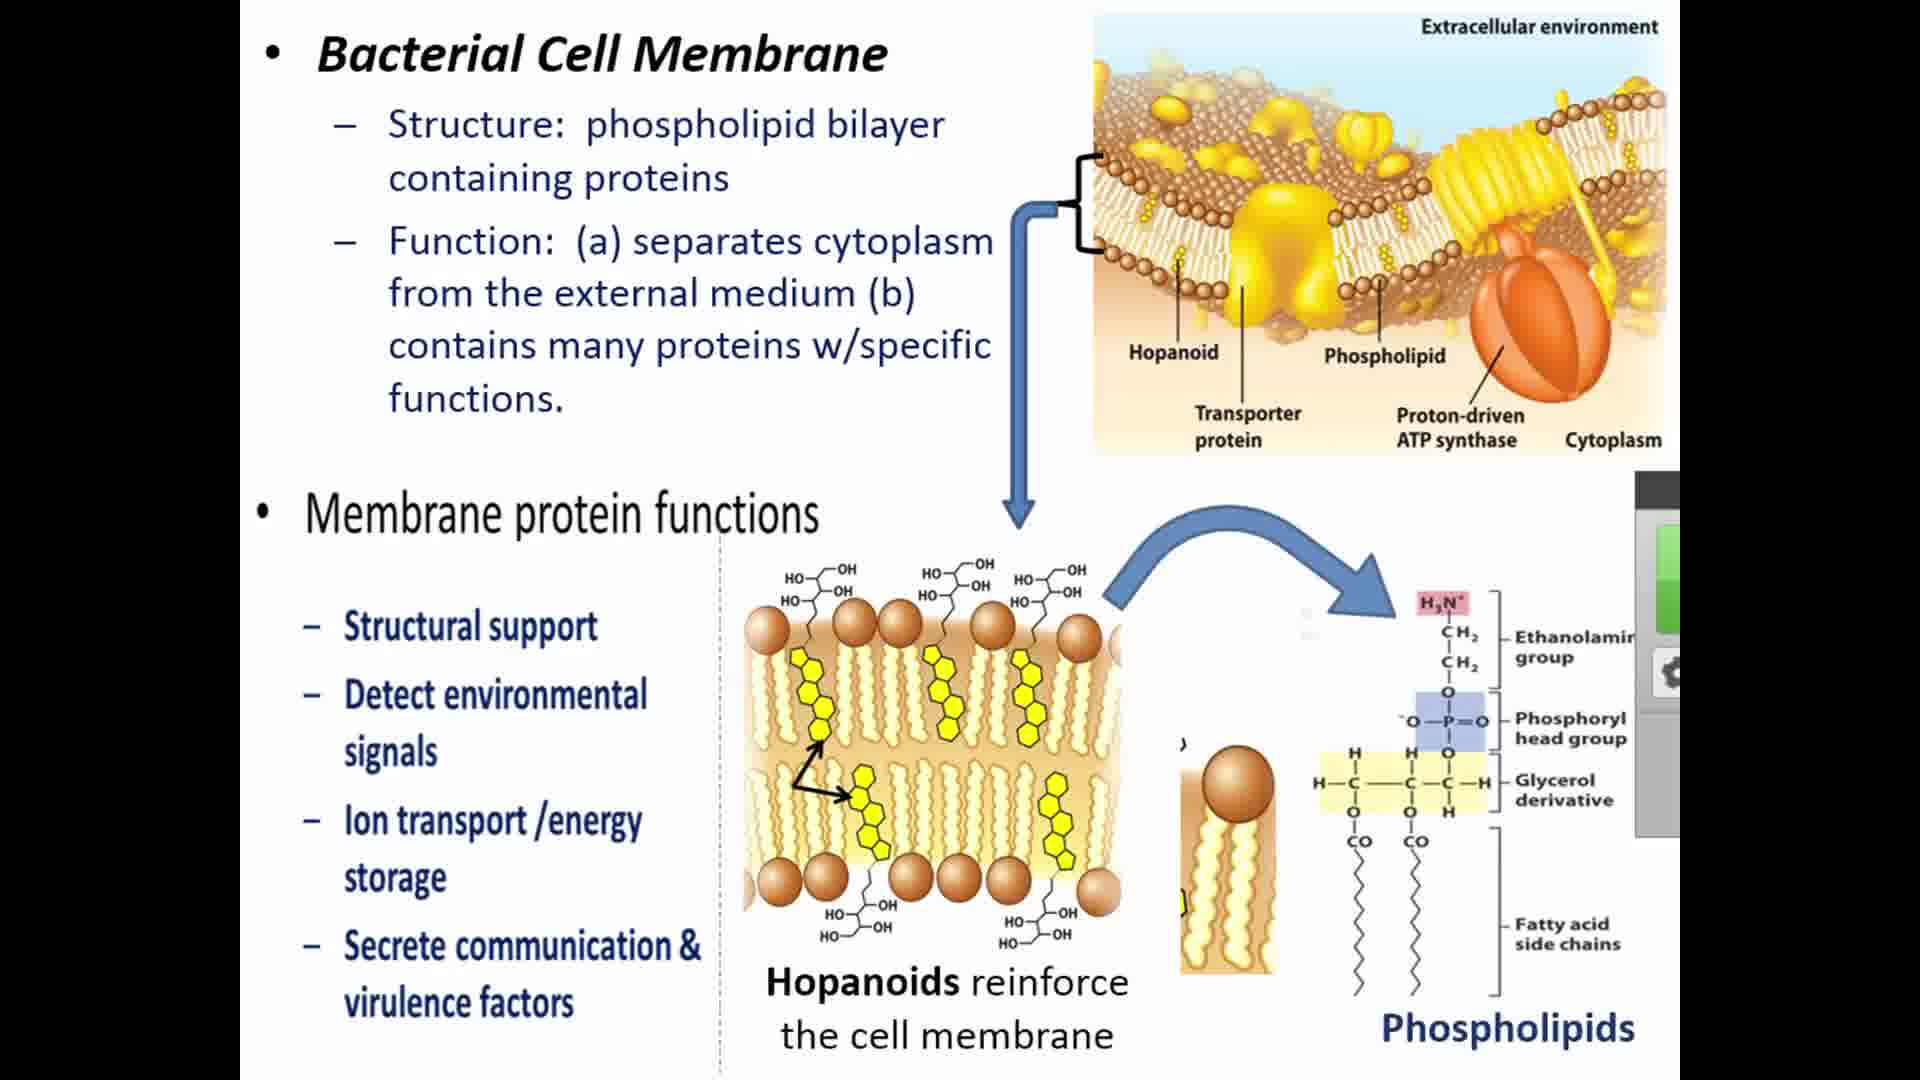 • Bacterial Cell Membrane
– Structure: phospholipid bilayer
containing proteins
– Function: (a) separates cytoplasm
from the external medium (b)
contains many proteins w/specific
functions.
Extracellular environment
Hopanoid
Phospholipid
Transporter
protein
Proton-driven
ATP synthase
Cytoplasm
• Membrane protein functions
– Structural support
– Detect environmental
signals
– Ion transport /energy
storage
– Secrete communication &
virulence factors
HO OH
HO OH
HO OH
HO OH
HO OH
HO OH
HO OH
HO OH
HO OH
HO OH
Hopanoids reinforce
the cell membrane
H₃N⁺
CH₂
CH₂
Ethanolamin
group
O
⁻O—P=O
O
Phosphoryl
head group
H H
H—C—C—C—H
O O H
Glycerol
derivative
CO CO
Fatty acid
side chains
Phospholipids